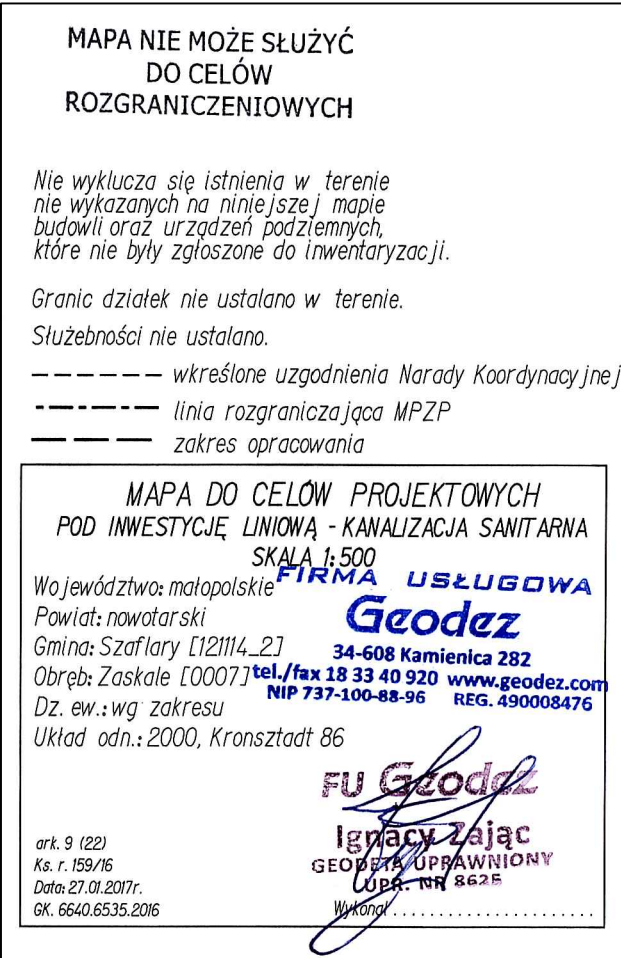 MAPA NIE MOŻE SŁUŻYĆ
DO CELÓW
ROZGRANICZENIOWYCH
Nie wyklucza się istnienia w terenie
nie wykazanych na niniejszej mapie
budowli oraz urządzeń podziemnych,
które nie były zgłoszone do inwentaryzacji.
Granic działek nie ustalano w terenie.
Służebności nie ustalano.
wkreślone uzgodnienia Narady Koordynacyjnej
linia rozgraniczająca MPZP
zakres opracowania
MAPA DO CELÓW PROJEKTOWYCH
POD INWESTYCJĘ LINIOWĄ - KANALIZACJA SANITARNA
SKALA 1:500
Województwo: małopolskie
Powiat: nowotarski
Gmina: Szaflary [121114_2]
Obręb: Zaskale [0007]
Dz. ew.: wg zakresu
Układ odn.: 2000, Kronsztadt 86
FIRMA USŁUGOWA
Geodez
34-608 Kamienica 282
tel./fax 18 33 40 920 www.geodez.com
NIP 737-100-88-96 REG. 490008476
FU Geodez
Ignacy Zając
GEODETA UPRAWNIONY
UPR. NR 8625
ark. 9 (22)
Ks. r. 159/16
Data: 27.01.2017r.
GK. 6640.6535.2016
Wykonał......................